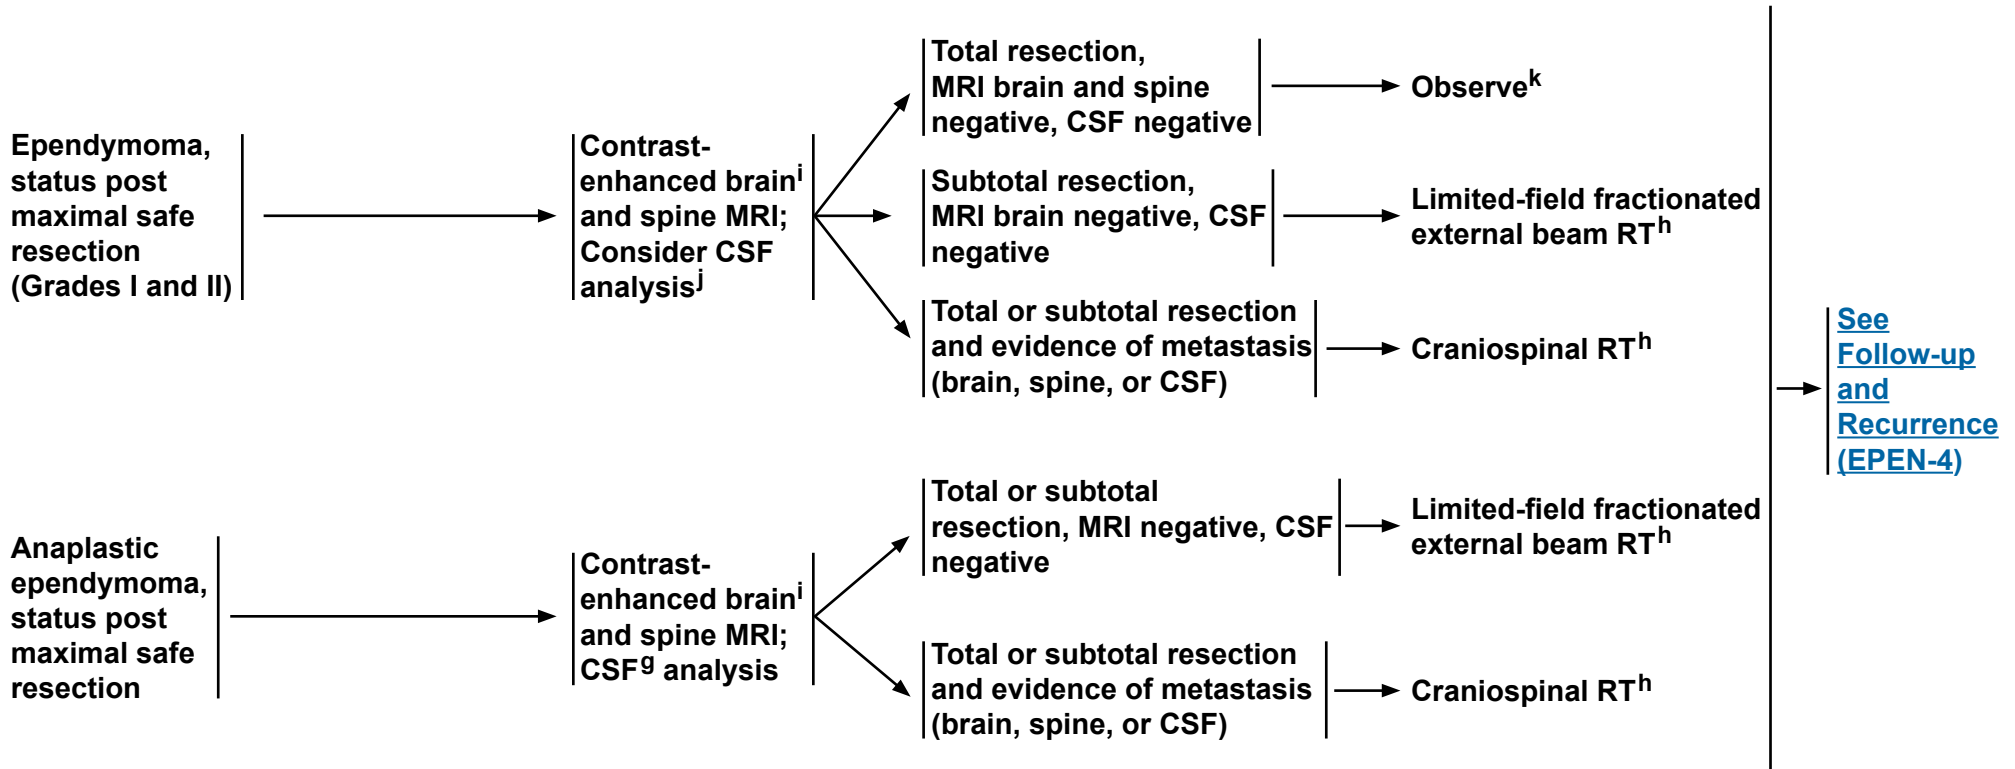 Ependymoma,
status post
maximal safe
resection
(Grades I and II)
Contrast-
enhanced brainⁱ
and spine MRI;
Consider CSF
analysisʲ
Total resection,
MRI brain and spine
negative, CSF negative
Observeᵏ
Subtotal resection,
MRI brain negative, CSF
negative
Limited-field fractionated
external beam RTʰ
Total or subtotal resection
and evidence of metastasis
(brain, spine, or CSF)
Craniospinal RTʰ
Anaplastic
ependymoma,
status post
maximal safe
resection
Contrast-
enhanced brainⁱ
and spine MRI;
CSFᵍ analysis
Total or subtotal
resection, MRI negative, CSF
negative
Limited-field fractionated
external beam RTʰ
Total or subtotal resection
and evidence of metastasis
(brain, spine, or CSF)
Craniospinal RTʰ
See
Follow-up
and
Recurrence
(EPEN-4)